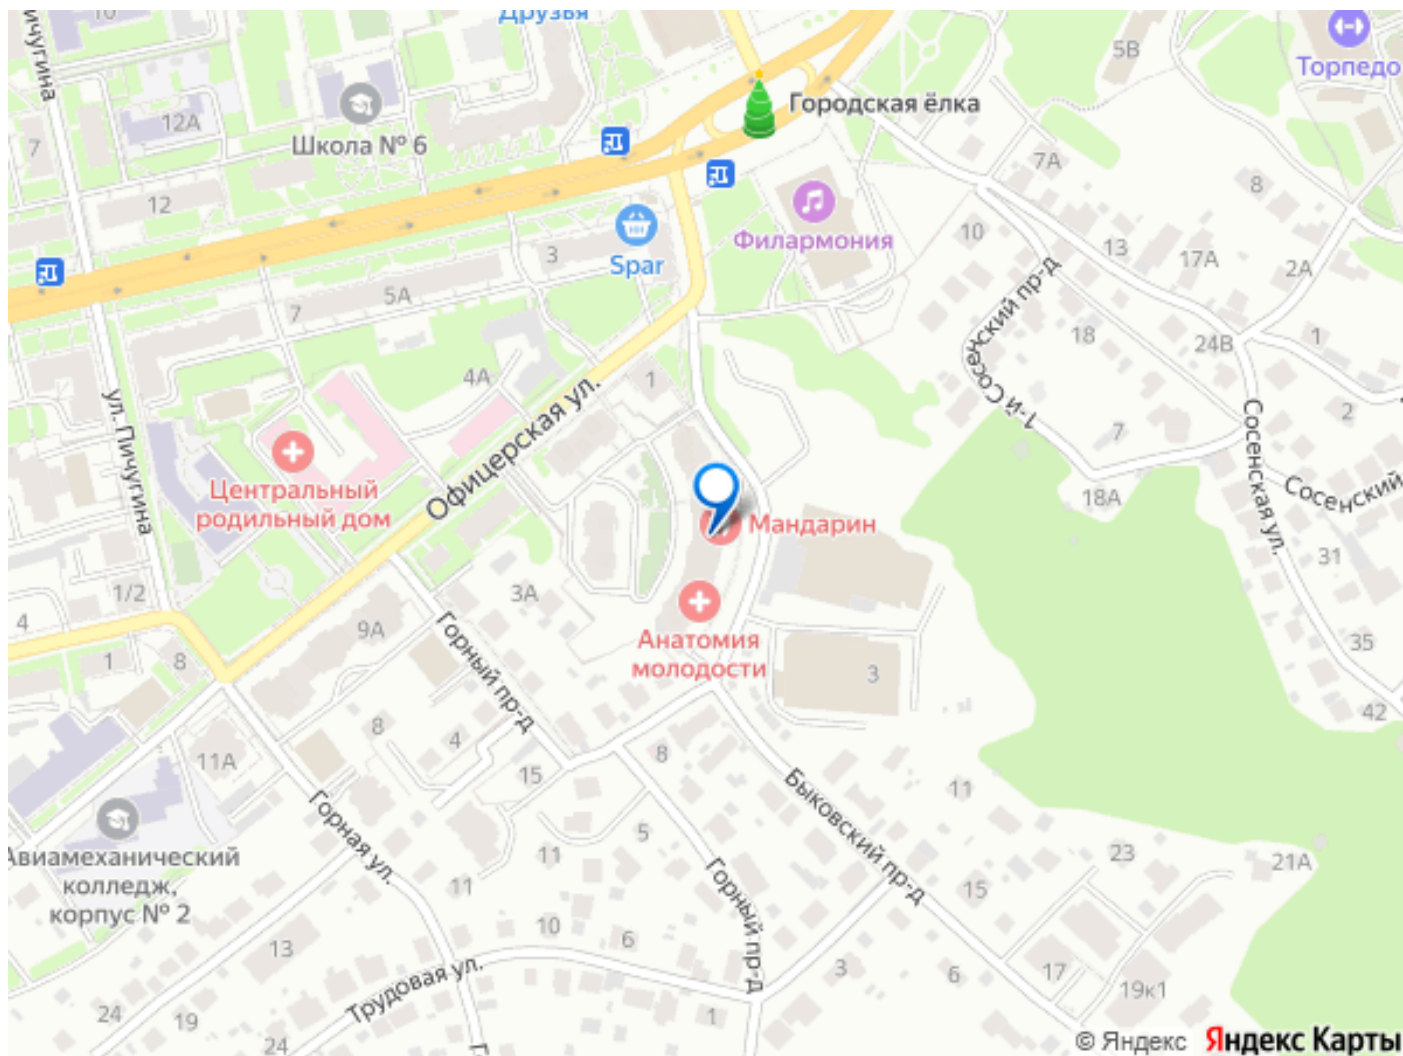 Друзья
10
Пичугина
5В
Торпедо
Городская ёлка
12А
Школа № 6
7
7А
8
12
10
Филармония
13
17А
2А
3
Spar
5А
7
1-й Сосенский пр-д
18
24В
1
4А
1
2
ул. Пичугина
Офицерская ул.
7
Сосенская ул.
Центральный
родильный дом
18А
Сосенский
Мандарин
31
1/2
3А
4
9А
Горный пр-д
Анатомия
молодости
1
8
3
35
42
8
4
11А
15
8
Быковский пр-д
11
Горная ул.
5
Авиамеханический
колледж,
корпус № 2
11
11
Горный пр-д
23
21А
15
10
6
13
Трудовая ул.
3
6
17
19к1
24
19
1
24
Г
© Яндекс Яндекс Карты